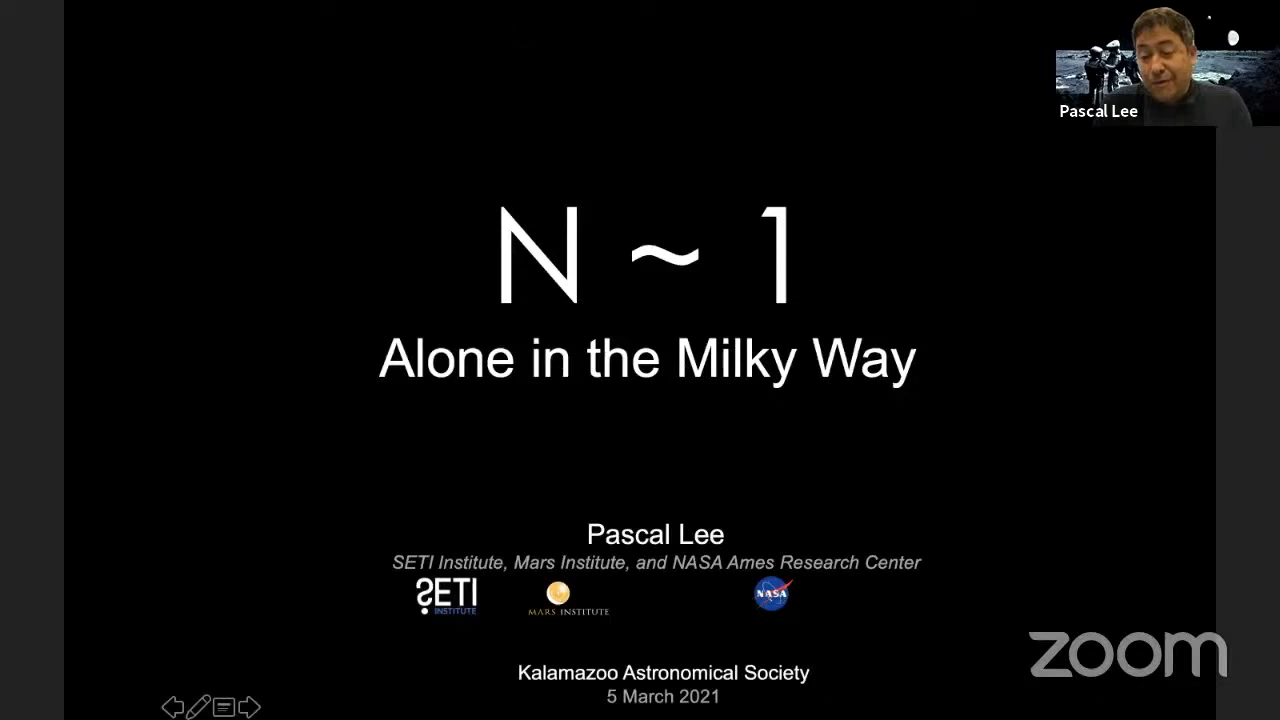 Pascal Lee
N ~ 1
Alone in the Milky Way
Pascal Lee
SETI Institute, Mars Institute, and NASA Ames Research Center
SETI
INSTITUTE
MARS INSTITUTE
NASA
zoom
Kalamazoo Astronomical Society
5 March 2021